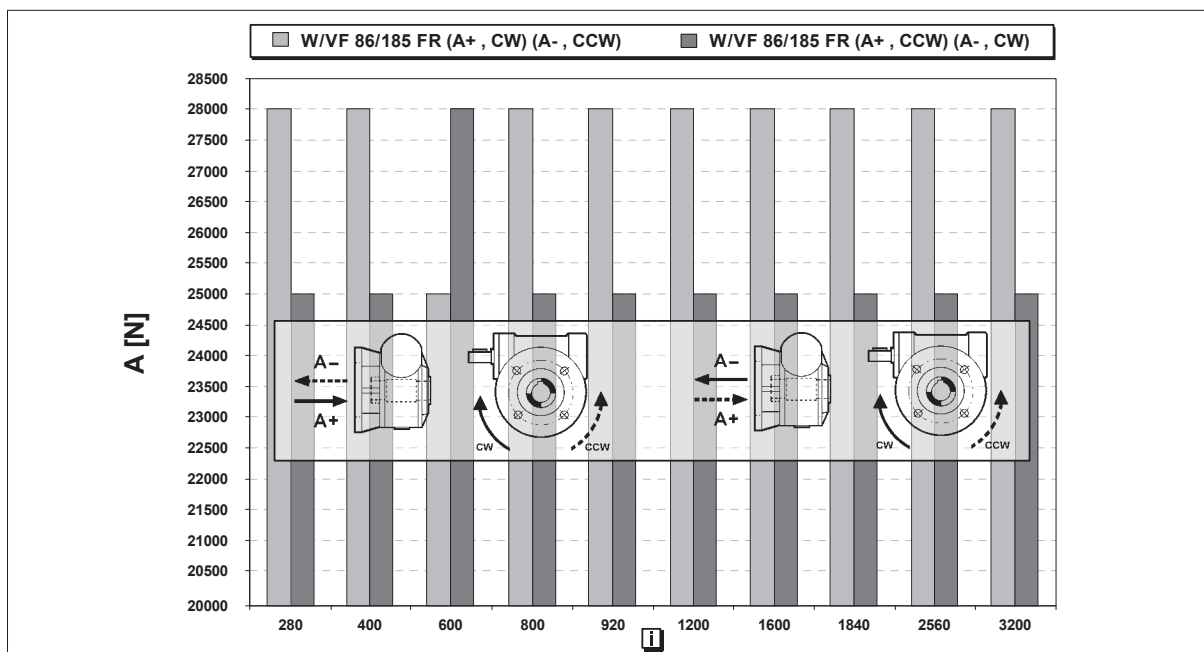 W/VF 86/185 FR (A+ , CW) (A- , CCW)
W/VF 86/185 FR (A+ , CCW) (A- , CW)
28500
28000
27500
27000
26500
26000
25500
25000
24500
24000
23500
23000
22500
22000
21500
21000
20500
20000
A [N]
A−
A+
CW
CCW
A−
A+
CW
CCW
280 400 600 800 920 1200 1600 1840 2560 3200
i